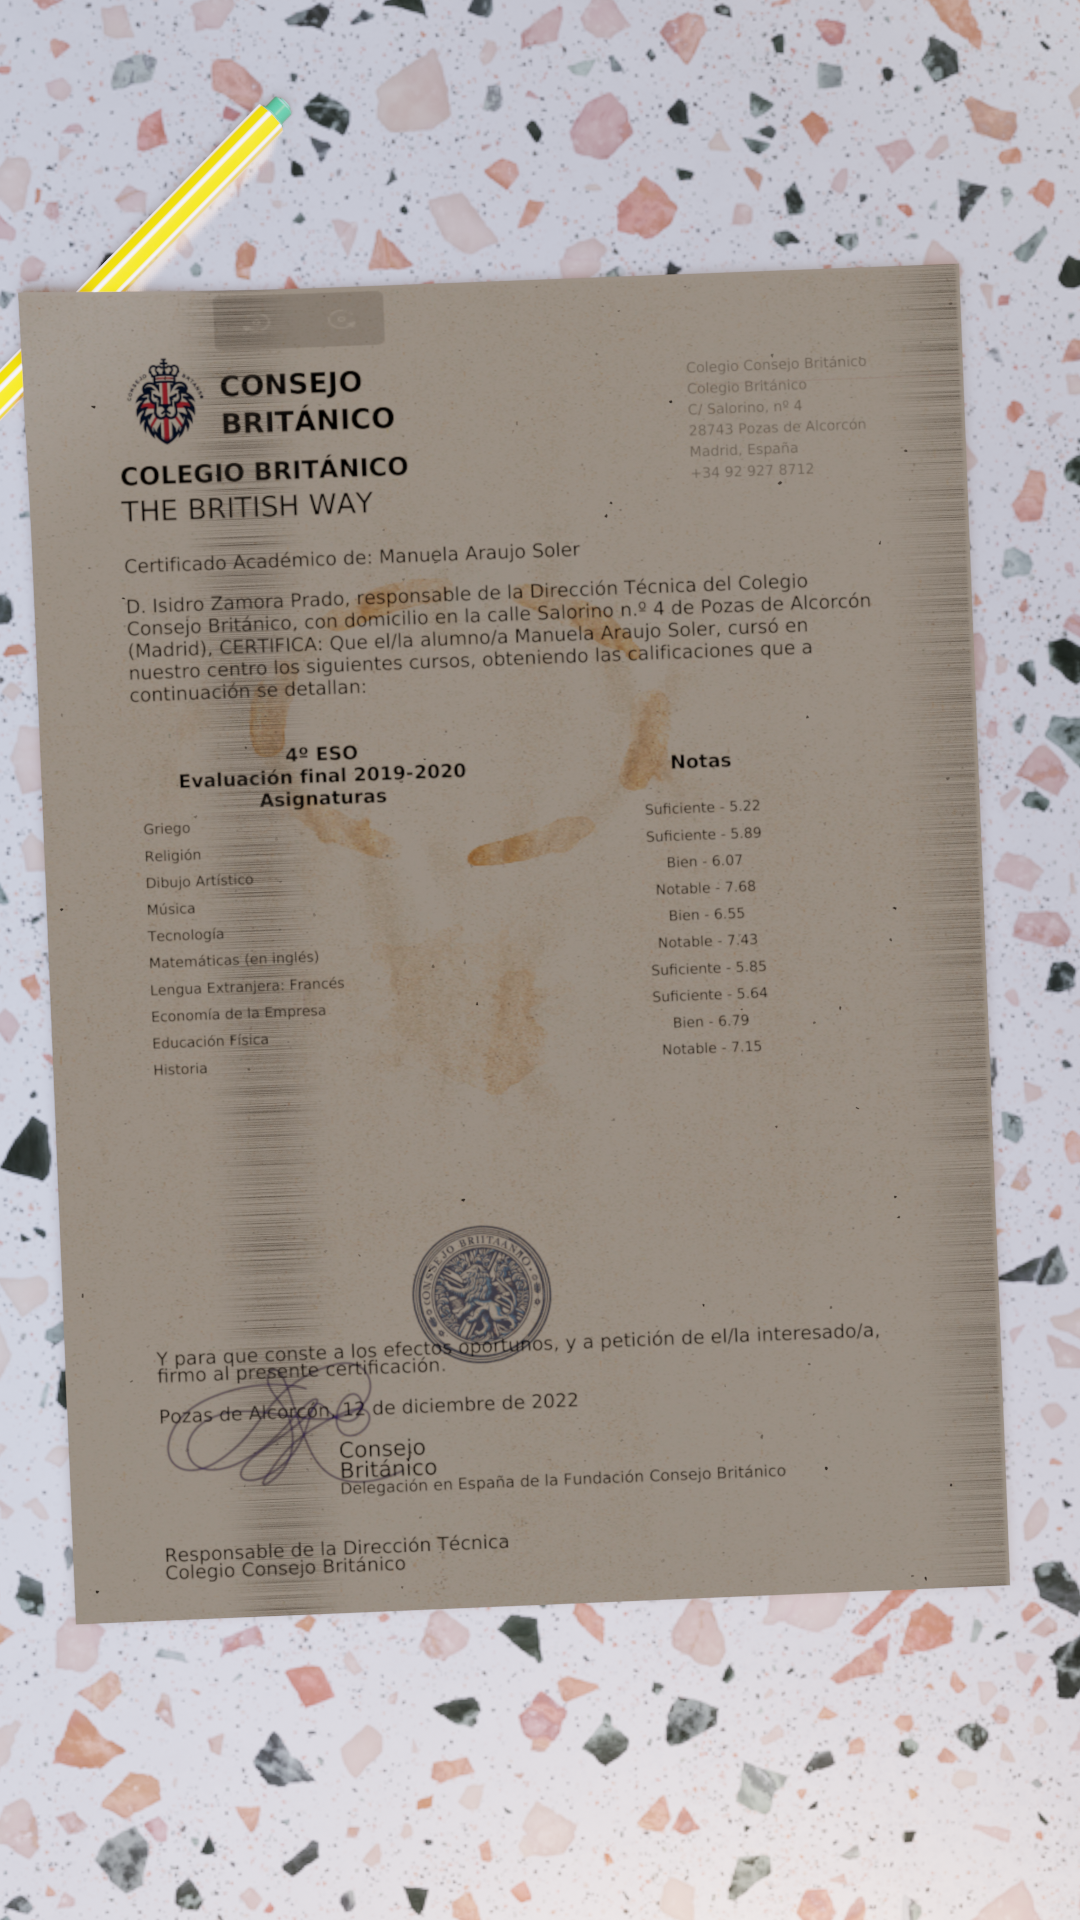 CONSEJO
BRITÁNICO
COLEGIO BRITÁNICO
THE BRITISH WAY
Colegio Consejo Británico
Colegio Británico
C/ Salorino, nº 4
28743 Pozas de Alcorcón
Madrid, España
+34 92 927 8712
Certificado Académico de: Manuela Araujo Soler
D. Isidro Zamora Prado, responsable de la Dirección Técnica del Colegio
Consejo Británico, con domicilio en la calle Salorino n.º 4 de Pozas de Alcorcón
(Madrid), CERTIFICA: Que el/la alumno/a Manuela Araujo Soler, cursó en
nuestro centro los siguientes cursos, obteniendo las calificaciones que a
continuación se detallan:
4º ESO
Evaluación final 2019-2020
Asignaturas
Notas
Griego Suficiente - 5.22
Religión Suficiente - 5.89
Dibujo Artístico Bien - 6.07
Música Notable - 7.68
Tecnología Bien - 6.55
Matemáticas (en inglés) Notable - 7.43
Lengua Extranjera: Francés Suficiente - 5.85
Economía de la Empresa Suficiente - 5.64
Educación Física Bien - 6.79
Historia Notable - 7.15
CONSSEJO BRIITAANMO
Y para que conste a los efectos oportunos, y a petición de el/la interesado/a,
firmo al presente certificación.
Pozas de Alcorcón, 12 de diciembre de 2022
Consejo
Británico
Delegación en España de la Fundación Consejo Británico
Responsable de la Dirección Técnica
Colegio Consejo Británico